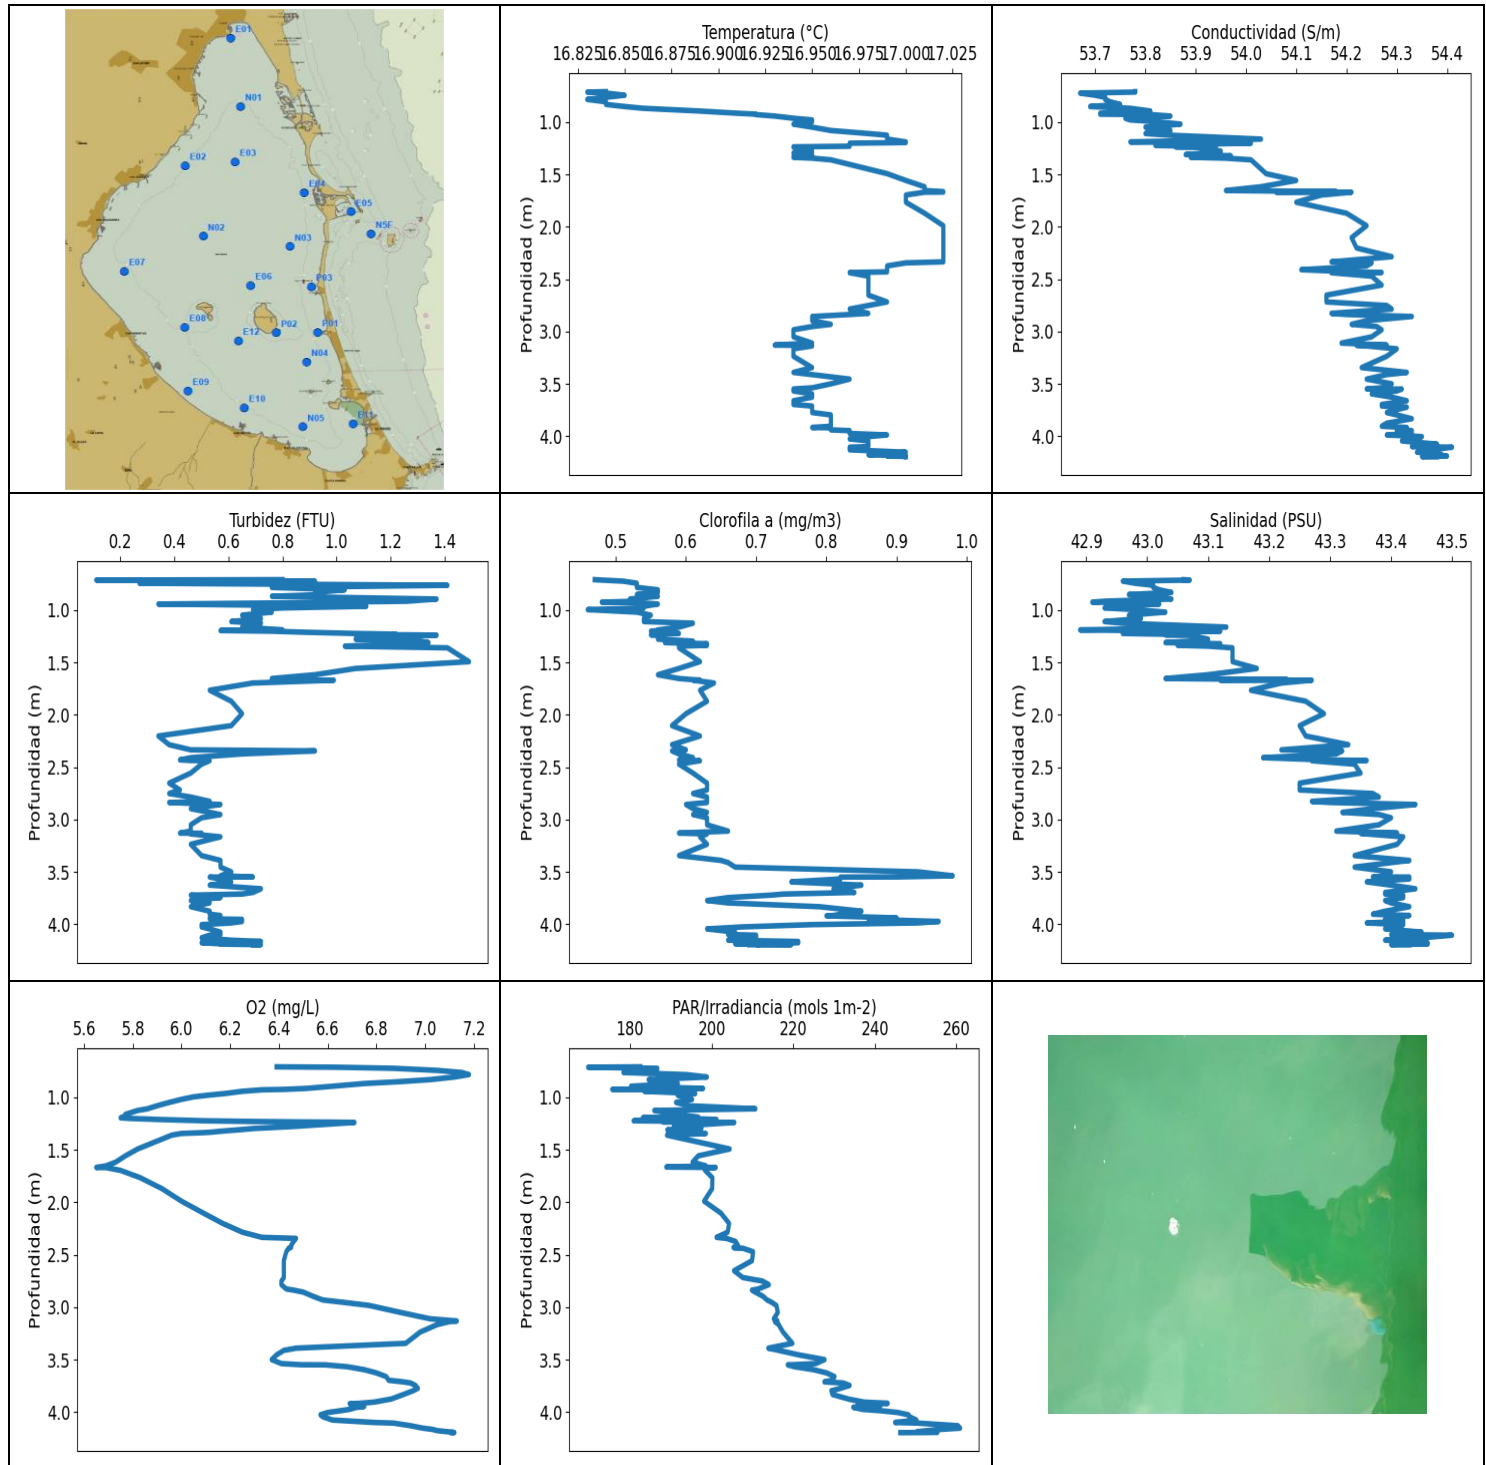 E01
N01
E02
E03
E04
E05
N5F
N02
N03
E07
E06
P03
E08
P02
P01
E12
N04
E09
E10
N05
E11
Temperatura (°C)
16.825 16.850 16.875 16.900 16.925 16.950 16.975 17.000 17.025
Profundidad (m)
1.0
1.5
2.0
2.5
3.0
3.5
4.0
Conductividad (S/m)
53.7 53.8 53.9 54.0 54.1 54.2 54.3 54.4
Profundidad (m)
1.0
1.5
2.0
2.5
3.0
3.5
4.0
Turbidez (FTU)
0.2 0.4 0.6 0.8 1.0 1.2 1.4
Profundidad (m)
1.0
1.5
2.0
2.5
3.0
3.5
4.0
Clorofila a (mg/m3)
0.5 0.6 0.7 0.8 0.9 1.0
Profundidad (m)
1.0
1.5
2.0
2.5
3.0
3.5
4.0
Salinidad (PSU)
42.9 43.0 43.1 43.2 43.3 43.4 43.5
Profundidad (m)
1.0
1.5
2.0
2.5
3.0
3.5
4.0
O2 (mg/L)
5.6 5.8 6.0 6.2 6.4 6.6 6.8 7.0 7.2
Profundidad (m)
1.0
1.5
2.0
2.5
3.0
3.5
4.0
PAR/Irradiancia (mols 1m-2)
180 200 220 240 260
Profundidad (m)
1.0
1.5
2.0
2.5
3.0
3.5
4.0